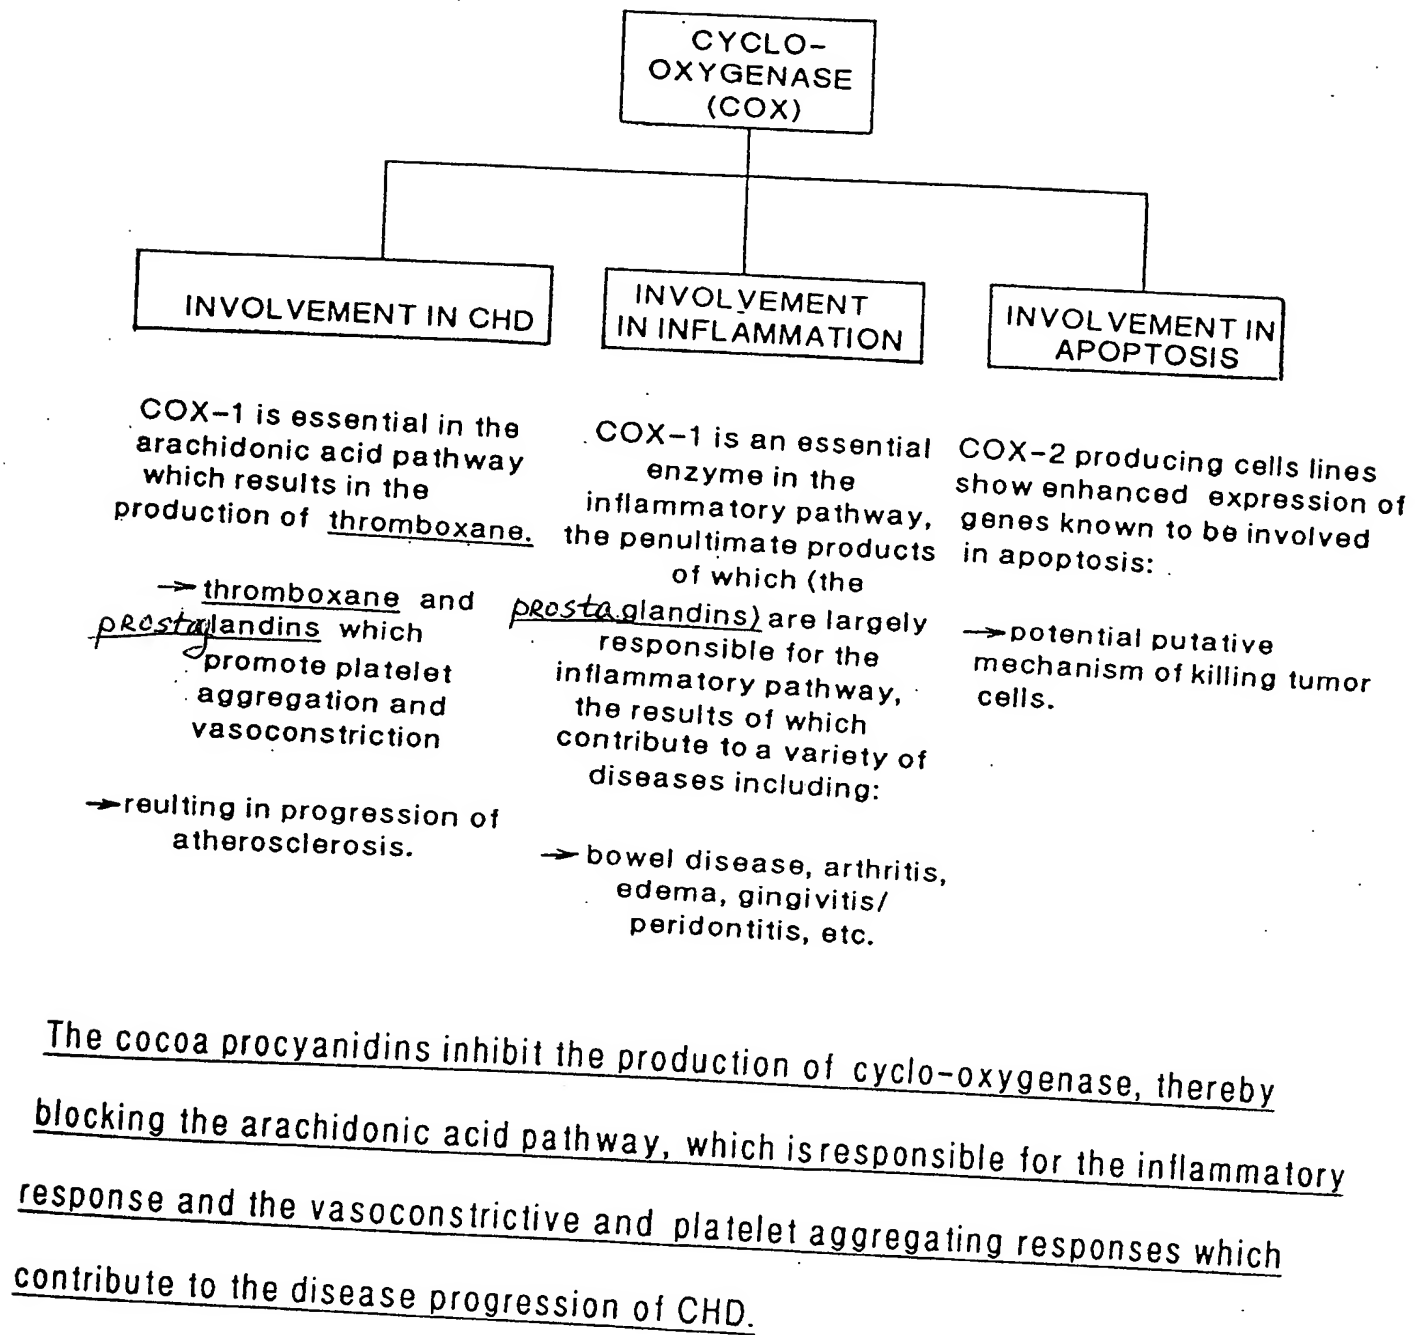 CYCLO-
OXYGENASE
(COX)
INVOLVEMENT IN CHD
INVOLVEMENT
IN INFLAMMATION
INVOLVEMENT IN
APOPTOSIS
COX-1 is essential in the
arachidonic acid pathway
which results in the
production of thromboxane.
→ thromboxane and
prostaglandins which
promote platelet
aggregation and
vasoconstriction
→ reulting in progression of
atherosclerosis.
COX-1 is an essential
enzyme in the
inflammatory pathway,
the penultimate products
of which (the
prostaglandins) are largely
responsible for the
inflammatory pathway,
the results of which
contribute to a variety of
diseases including:
→ bowel disease, arthritis,
edema, gingivitis/
peridontitis, etc.
COX-2 producing cells lines
show enhanced expression of
genes known to be involved
in apoptosis:
→ potential putative
mechanism of killing tumor
cells.
The cocoa procyanidins inhibit the production of cyclo-oxygenase, thereby
blocking the arachidonic acid pathway, which is responsible for the inflammatory
response and the vasoconstrictive and platelet aggregating responses which
contribute to the disease progression of CHD.